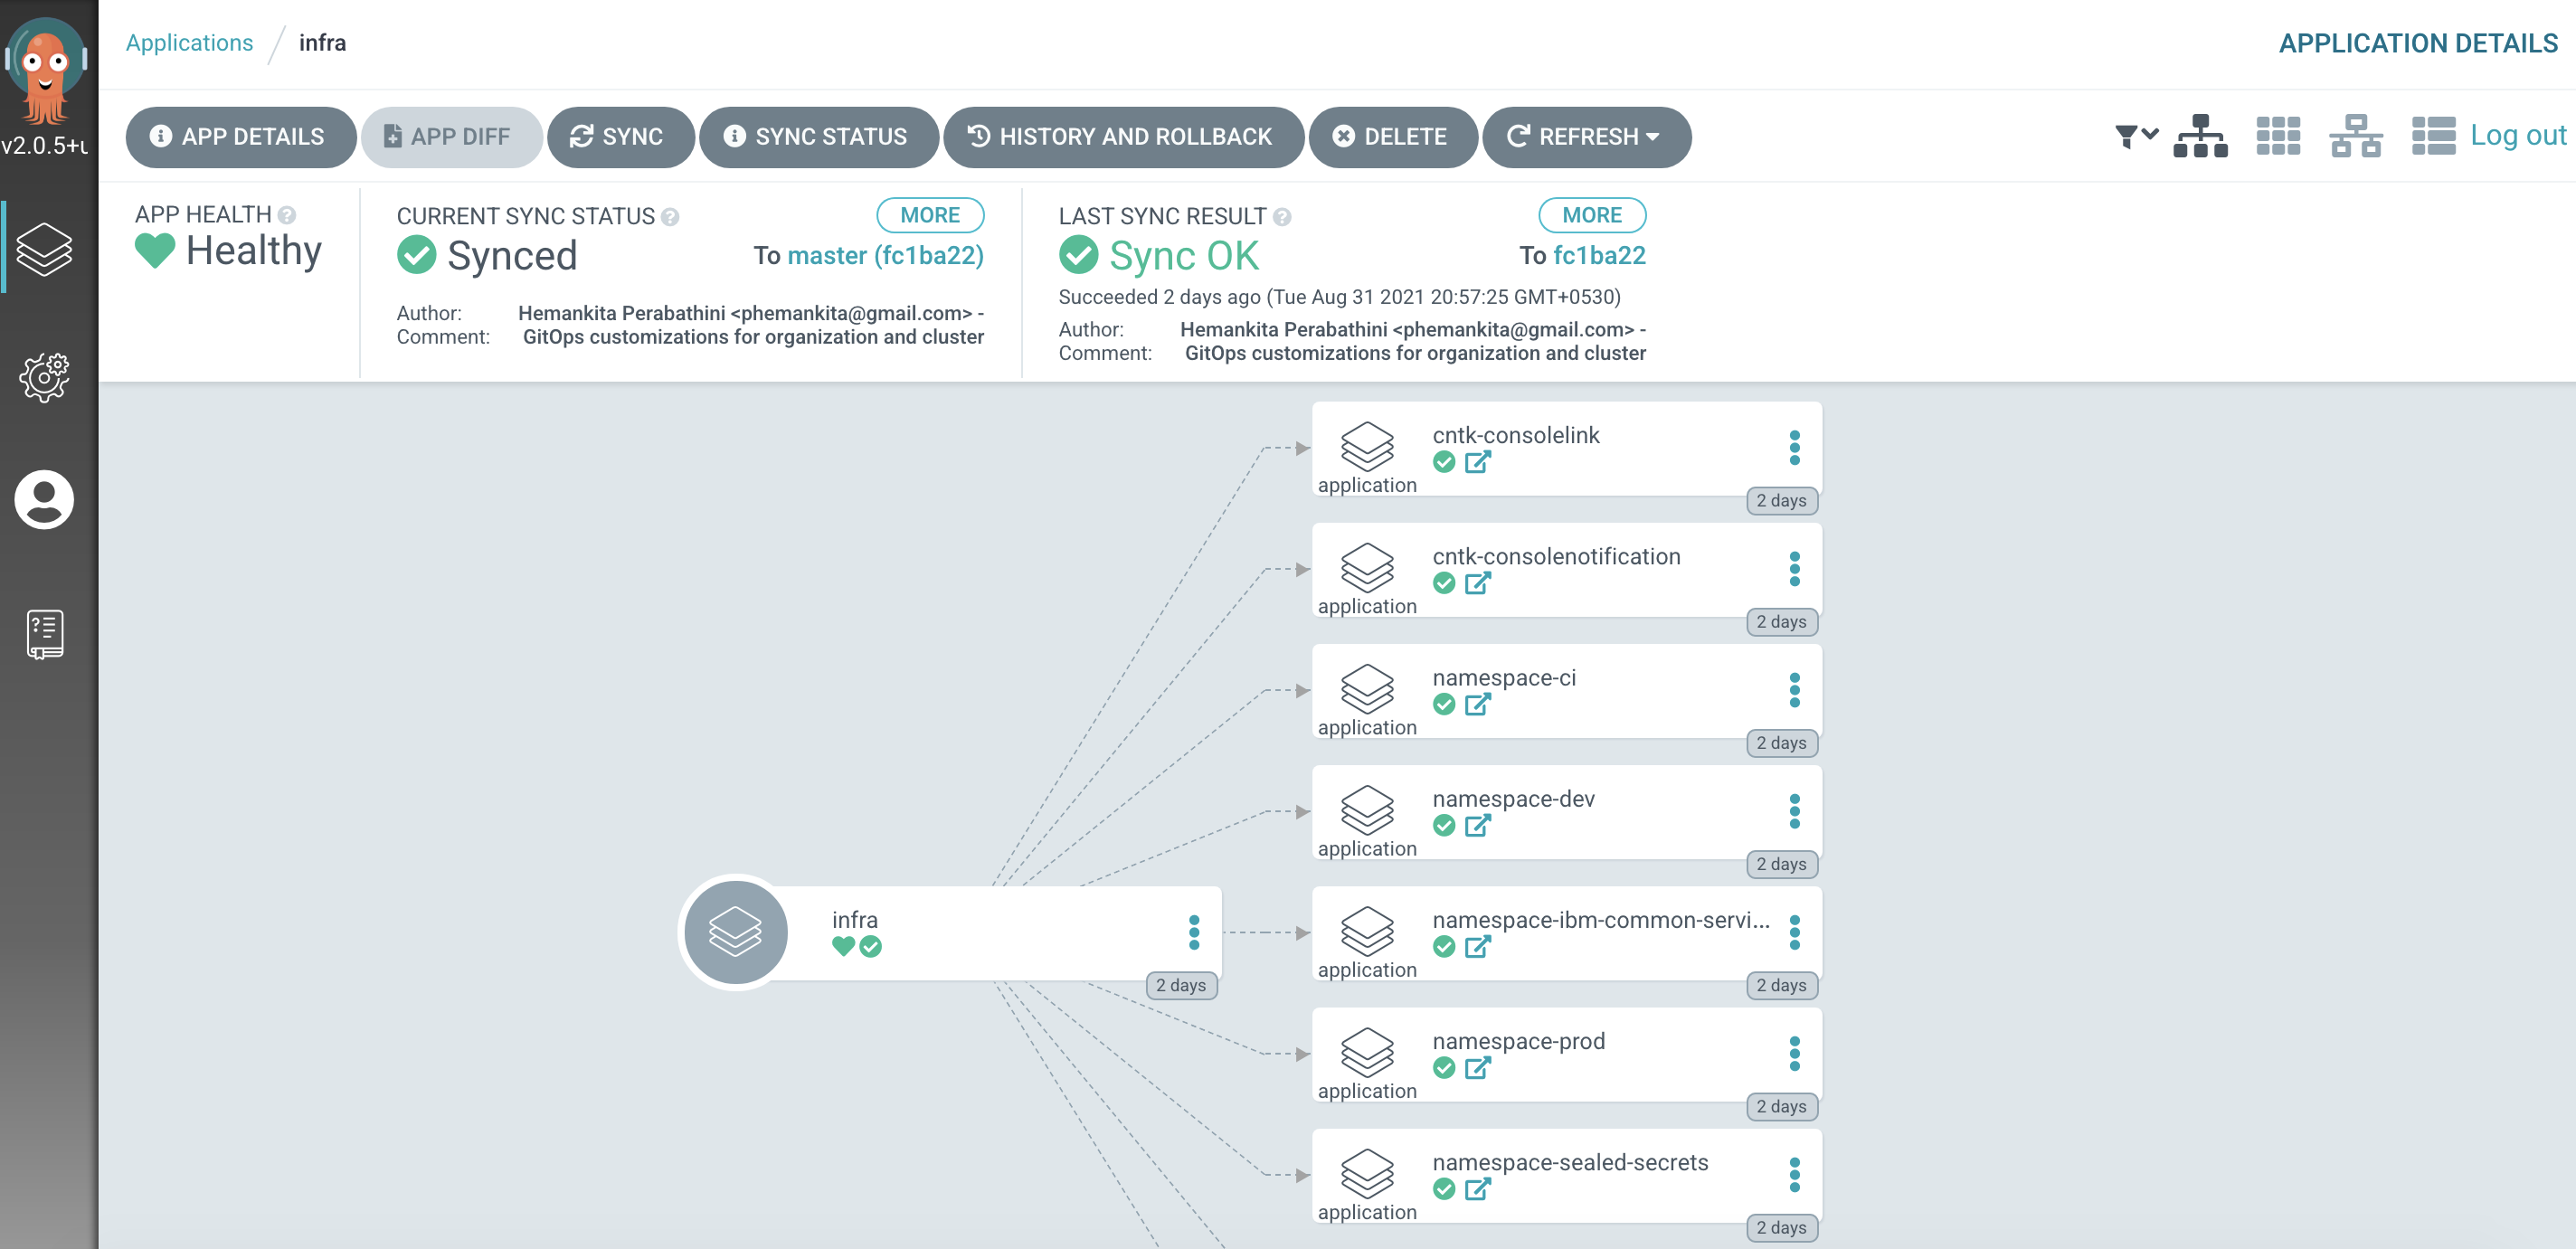 Applications / infra
APPLICATION DETAILS
v2.0.5+
APP DETAILS
APP DIFF
SYNC
SYNC STATUS
HISTORY AND ROLLBACK
DELETE
REFRESH
Log out
APP HEALTH
Healthy
CURRENT SYNC STATUS
MORE
Synced
To master (fc1ba22)
Author: Hemankita Perabathini <phemankita@gmail.com> -
Comment: GitOps customizations for organization and cluster
LAST SYNC RESULT
MORE
Sync OK
To fc1ba22
Succeeded 2 days ago (Tue Aug 31 2021 20:57:25 GMT+0530)
Author: Hemankita Perabathini <phemankita@gmail.com> -
Comment: GitOps customizations for organization and cluster
infra
2 days
cntk-consolelink
application
2 days
cntk-consolenotification
application
2 days
namespace-ci
application
2 days
namespace-dev
application
2 days
namespace-ibm-common-servi...
application
2 days
namespace-prod
application
2 days
namespace-sealed-secrets
application
2 days